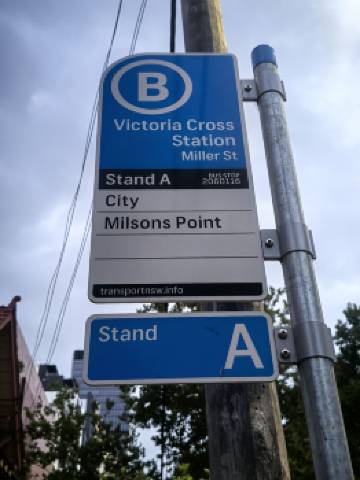 B
Victoria Cross
Station
Miller St
Stand A BUS STOP
2060116
City
Milsons Point
transportnsw.info
Stand A